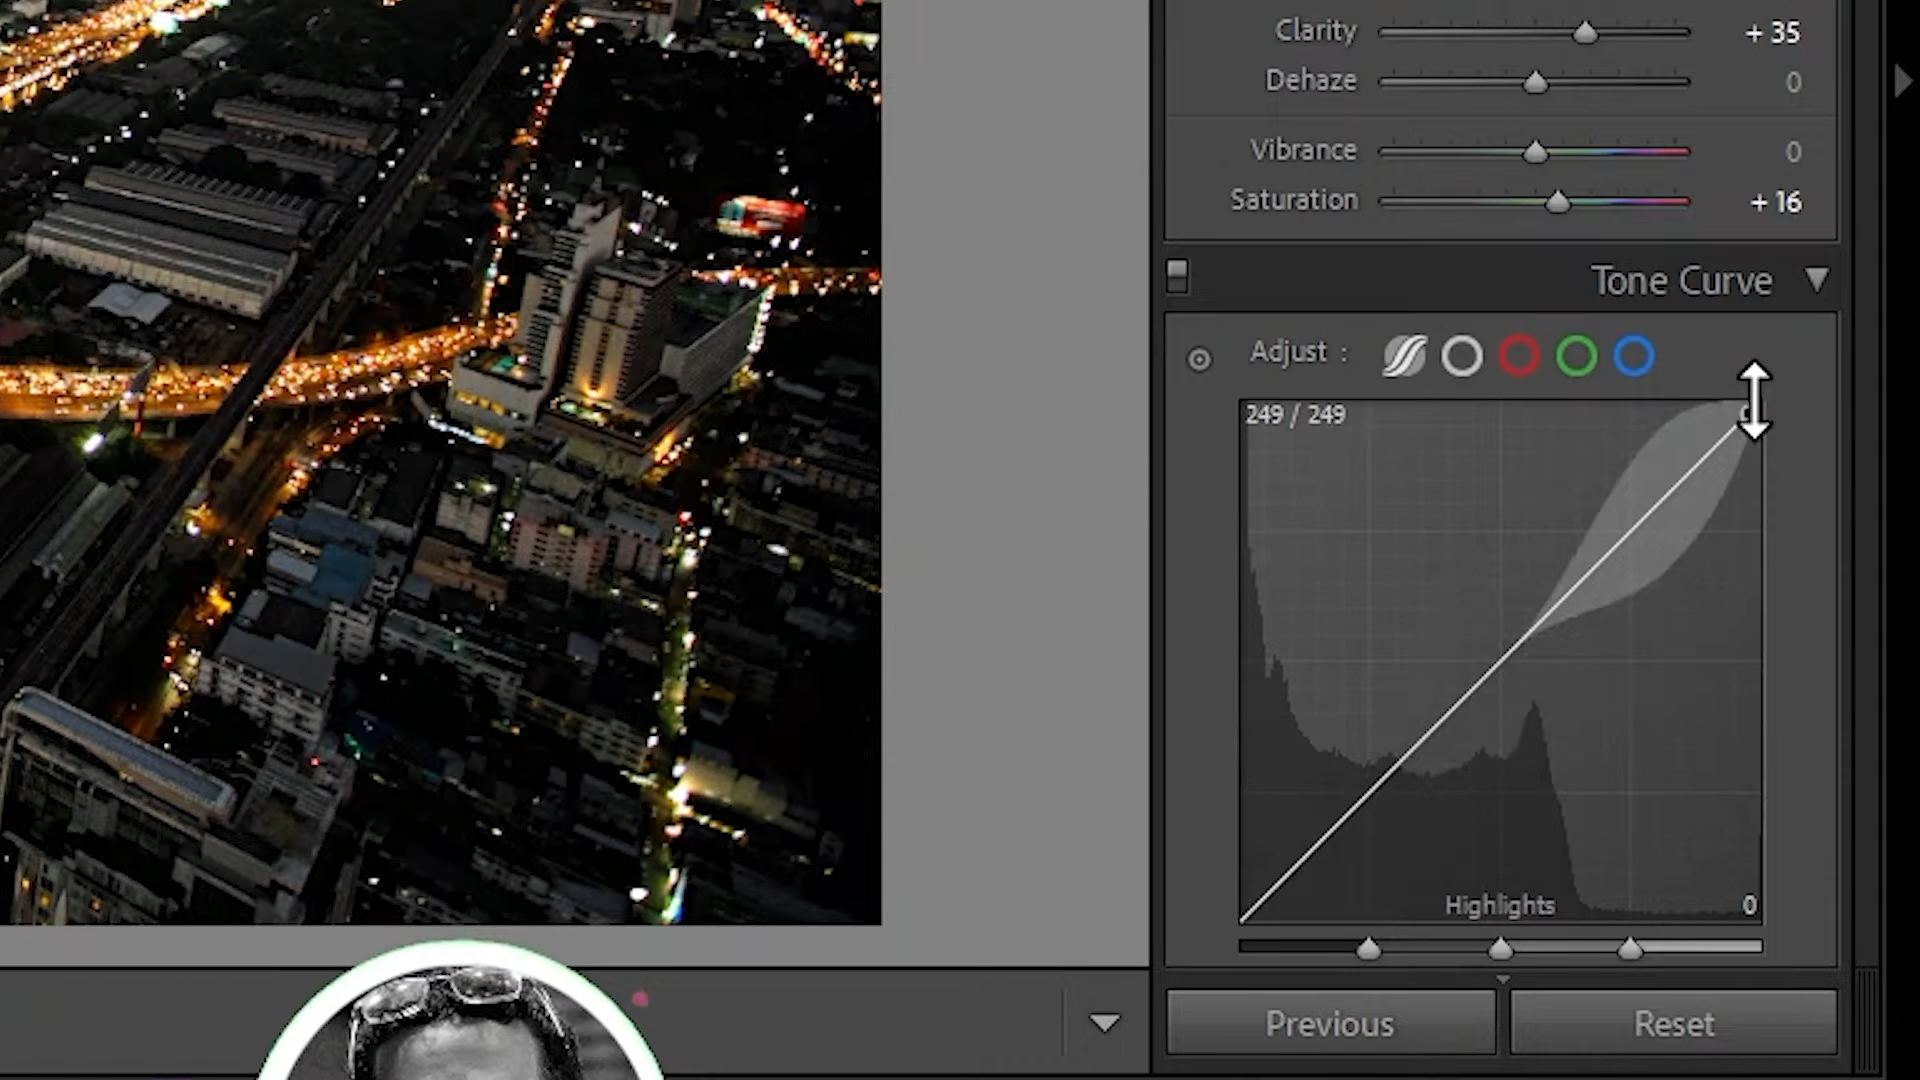 Clarity + 35
Dehaze 0
Vibrance 0
Saturation + 16
Tone Curve
Adjust :
249 / 249
Highlights 0
Previous Reset